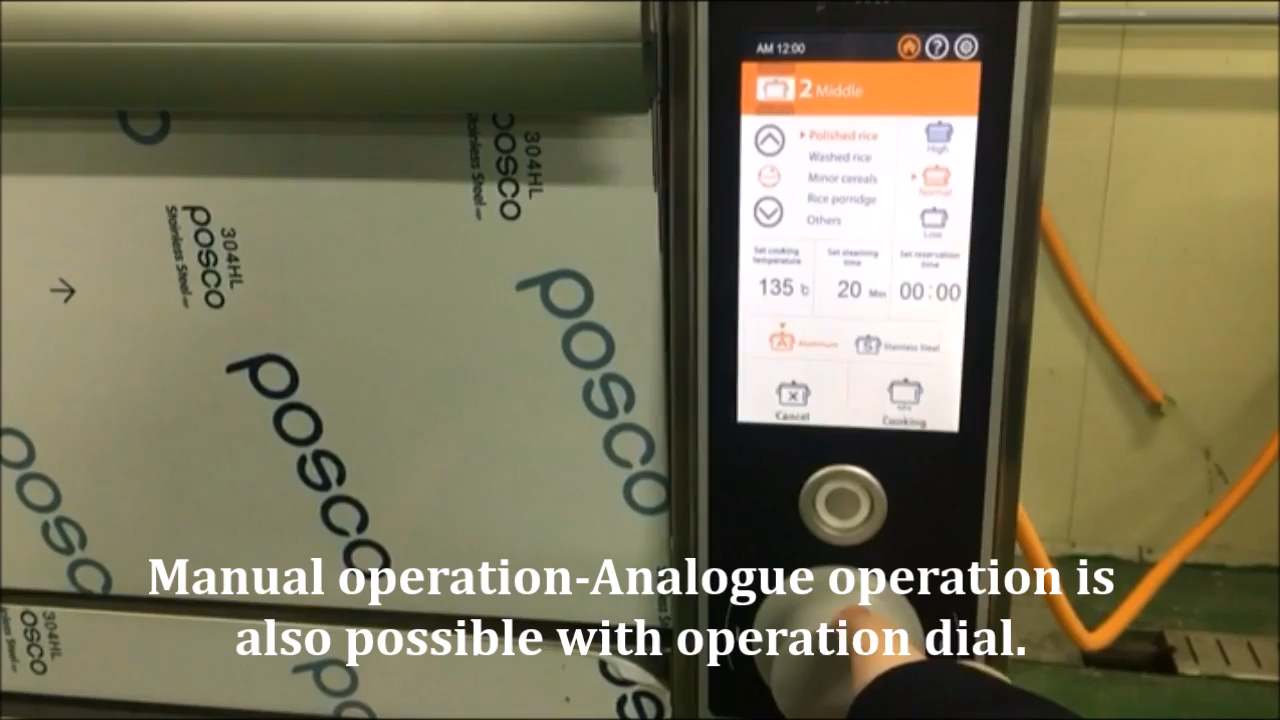 AM 12:00
?
2 Middle
Polished rice
Washed rice
Minor cereals
Rice porridge
Others
High
Normal
Low
Set cooking temperature
Set steaming time
Set reservation time
135 ℃
20 Min
00:00
A Aluminum
S Stainless Steel
Cancel
Cooking
304HL
posco
Stainless Steel
304HL
posco
Stainless Steel
posco
posco
posco
304HL
posco
Manual operation-Analogue operation is
also possible with operation dial.